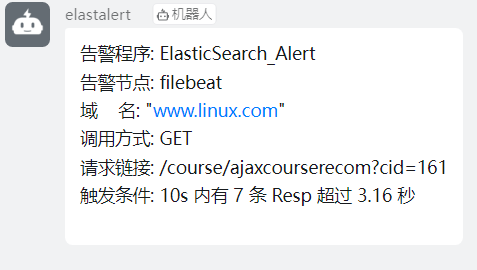 elastalert 机器人
告警程序: ElasticSearch_Alert
告警节点: filebeat
域 名: "www.linux.com"
调用方式: GET
请求链接: /course/ajaxcourserecom?cid=161
触发条件: 10s 内有 7 条 Resp 超过 3.16 秒